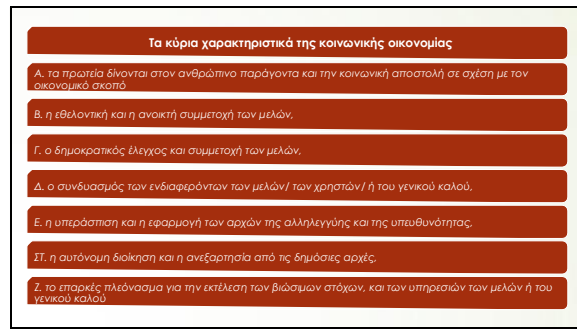 Τα κύρια χαρακτηριστικά της κοινωνικής οικονομίας
Α. τα πρωτεία δίνονται στον ανθρώπινο παράγοντα και την κοινωνική αποστολή σε σχέση με τον
οικονομικό σκοπό
Β. η εθελοντική και η ανοικτή συμμετοχή των μελών,
Γ. ο δημοκρατικός έλεγχος και συμμετοχή των μελών,
Δ. ο συνδυασμός των ενδιαφερόντων των μελών/ των χρηστών/ ή του γενικού καλού,
Ε. η υπεράσπιση και η εφαρμογή των αρχών της αλληλεγγύης και της υπευθυνότητας,
ΣΤ. η αυτόνομη διοίκηση και η ανεξαρτησία από τις δημόσιες αρχές,
Ζ. το επαρκές πλεόνασμα για την εκτέλεση των βιώσιμων στόχων, και των υπηρεσιών των μελών ή του
γενικού καλού